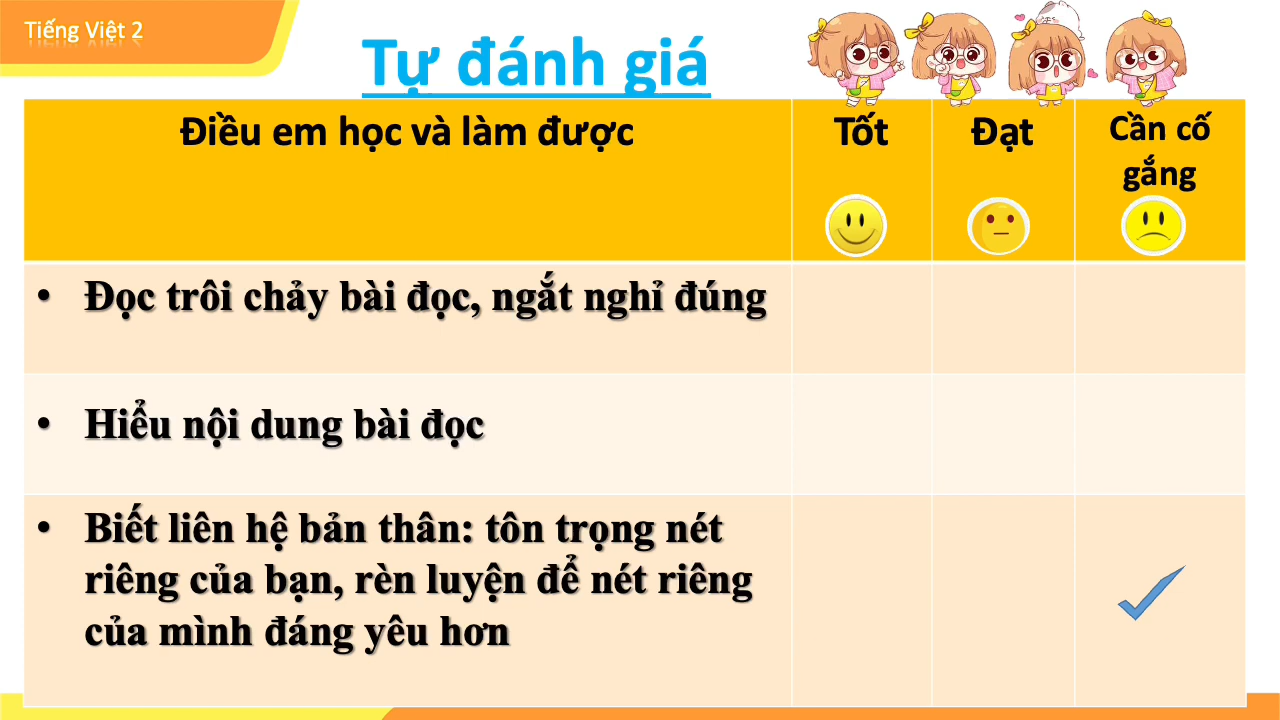 Tiếng Việt 2
Tự đánh giá
Điều em học và làm được
Tốt
Đạt
Cần cố
gắng
• Đọc trôi chảy bài đọc, ngắt nghỉ đúng
• Hiểu nội dung bài đọc
• Biết liên hệ bản thân: tôn trọng nét
riêng của bạn, rèn luyện để nét riêng
của mình đáng yêu hơn